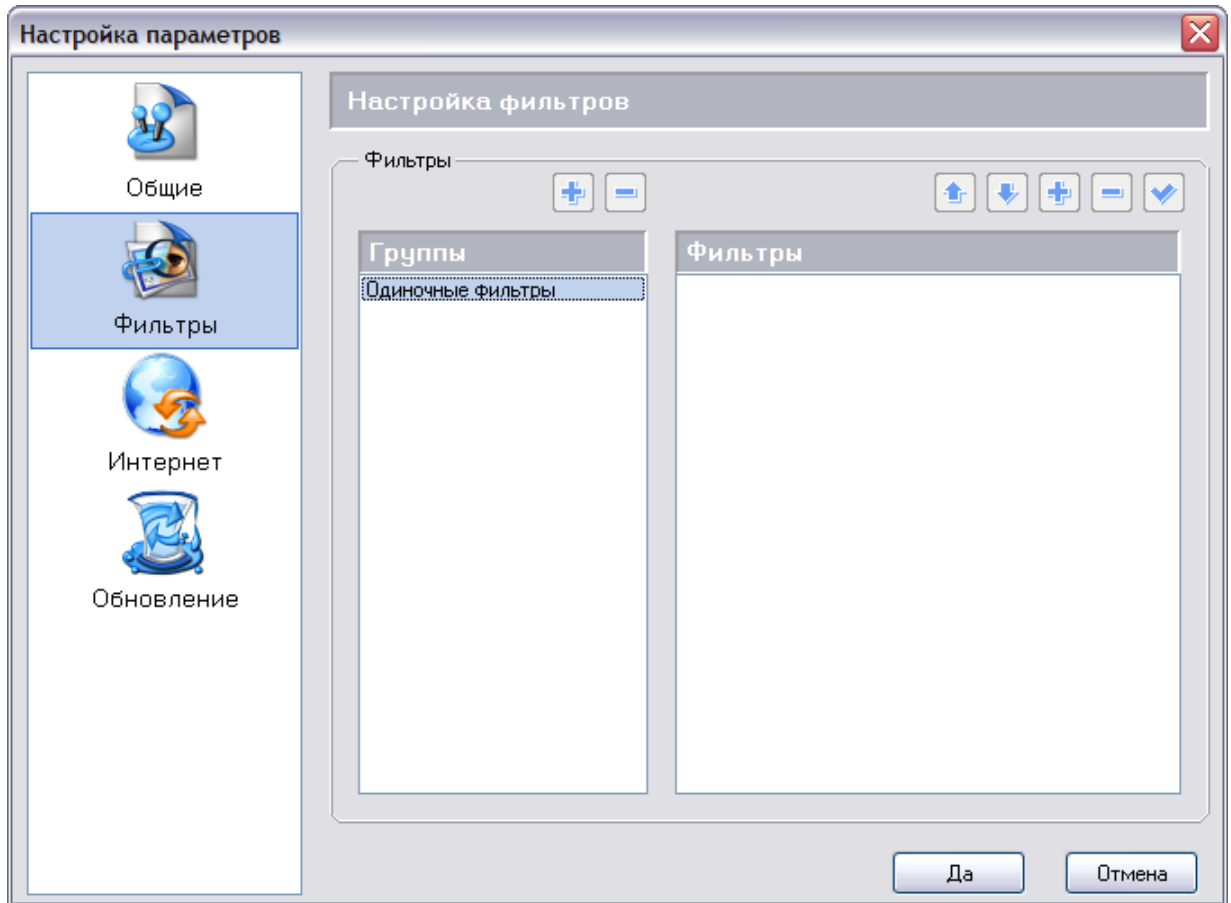 Настройка параметров
Общие
Фильтры
Интернет
Обновление
Настройка фильтров
Фильтры
Группы
Одиночные фильтры
Фильтры
Да
Отмена